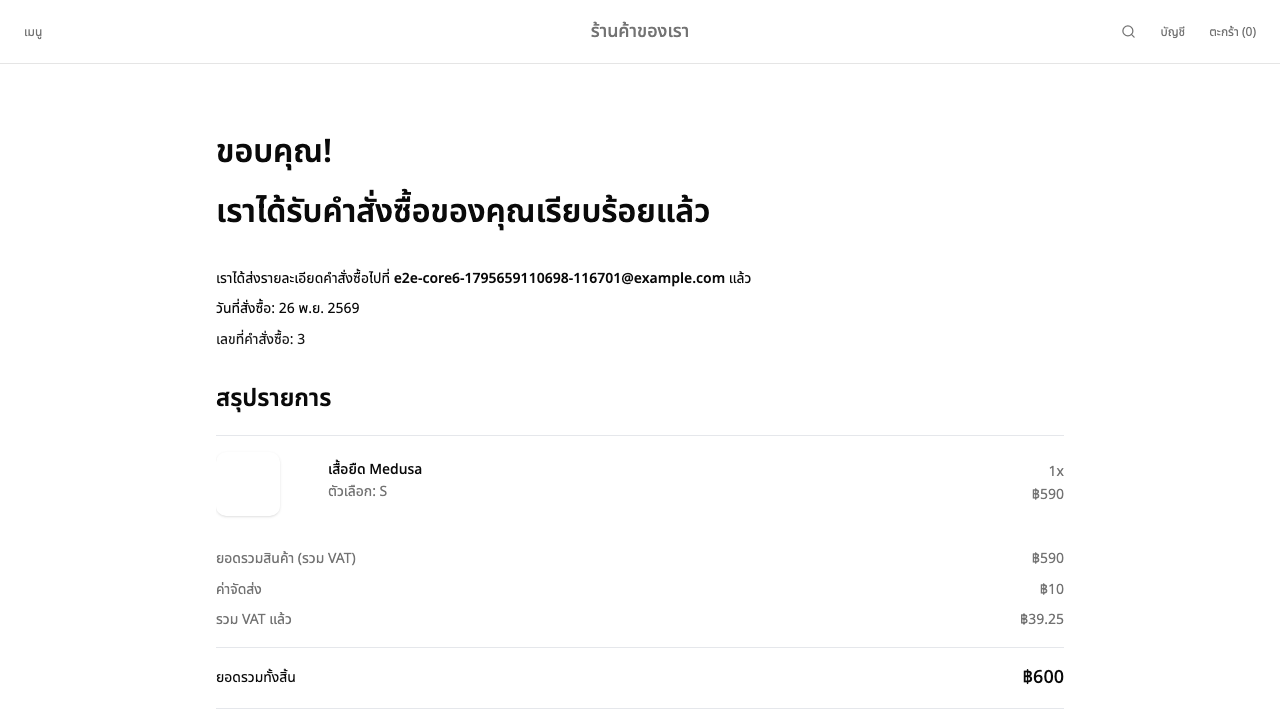 เมนู
ร้านค้าของเรา
บัญชี
ตะกร้า (0)
ขอบคุณ!
เราได้รับคำสั่งซื้อของคุณเรียบร้อยแล้ว
เราได้ส่งรายละเอียดคำสั่งซื้อไปที่ e2e-core6-1795659110698-116701@example.com แล้ว
วันที่สั่งซื้อ: 26 พ.ย. 2569
เลขที่คำสั่งซื้อ: 3
สรุปรายการ
เสื้อยืด Medusa
1x
ตัวเลือก: S
฿590
ยอดรวมสินค้า (รวม VAT)
฿590
ค่าจัดส่ง
฿10
รวม VAT แล้ว
฿39.25
ยอดรวมทั้งสิ้น
฿600